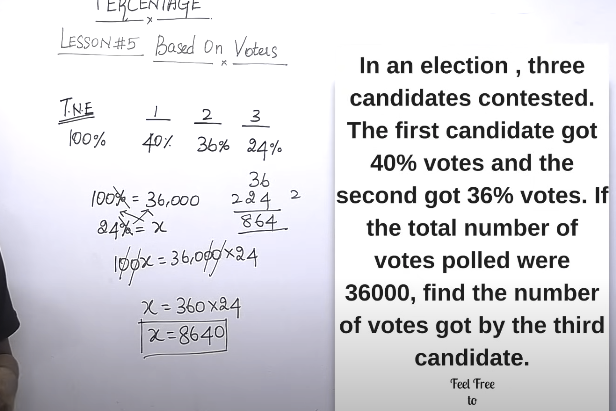 PERCENTAGE
LESSON#5 Based On Voters
T.N.E 1 2 3
100% 40% 36% 24%
100% = 36,000
24% = x
100x = 36,000 × 24
x = 360 × 24
x = 8640
36
224 2
864
In an election , three
candidates contested.
The first candidate got
40% votes and the
second got 36% votes. If
the total number of
votes polled were
36000, find the number
of votes got by the third
candidate.
Feel Free
to